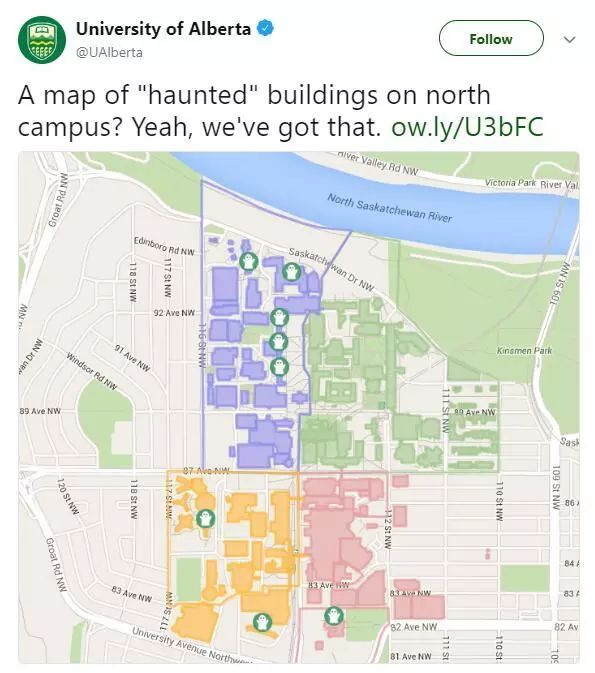 University of Alberta
@UAlberta
Follow
A map of "haunted" buildings on north
campus? Yeah, we've got that. ow.ly/U3bFC
River Valley Rd NW
Victoria Park River Val
Groat Rd NW
North Saskatchewan River
Edinboro Rd NW
Saskatchewan Dr NW
118 St NW
117 St NW
109 St NW
92 Ave NW
116 St NW
NW
91 Ave NW
Kinsmen Park
Windsor Rd NW
an Dr NW
111 St NW
89 Ave NW
89 Ave NW
Sask
87 Ave NW
120 St NW
118 St NW
117 St NW
112 St NW
110 St NW
109 St NW
86
Groat Rd NW
84
83 Ave NW
83 Ave NW
83 Ave NW
83
117 St
82 Ave NW
82 Av
University Avenue Northwe
111 St
110 St
109
81 Ave NW